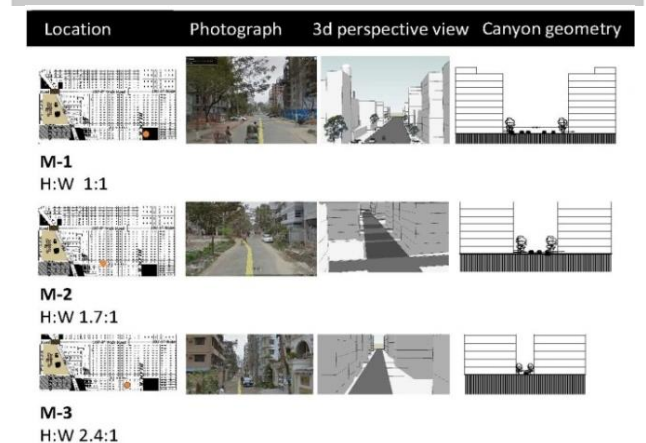 Location Photograph 3d perspective view Canyon geometry
M-1
H:W 1:1
M-2
H:W 1.7:1
M-3
H:W 2.4:1